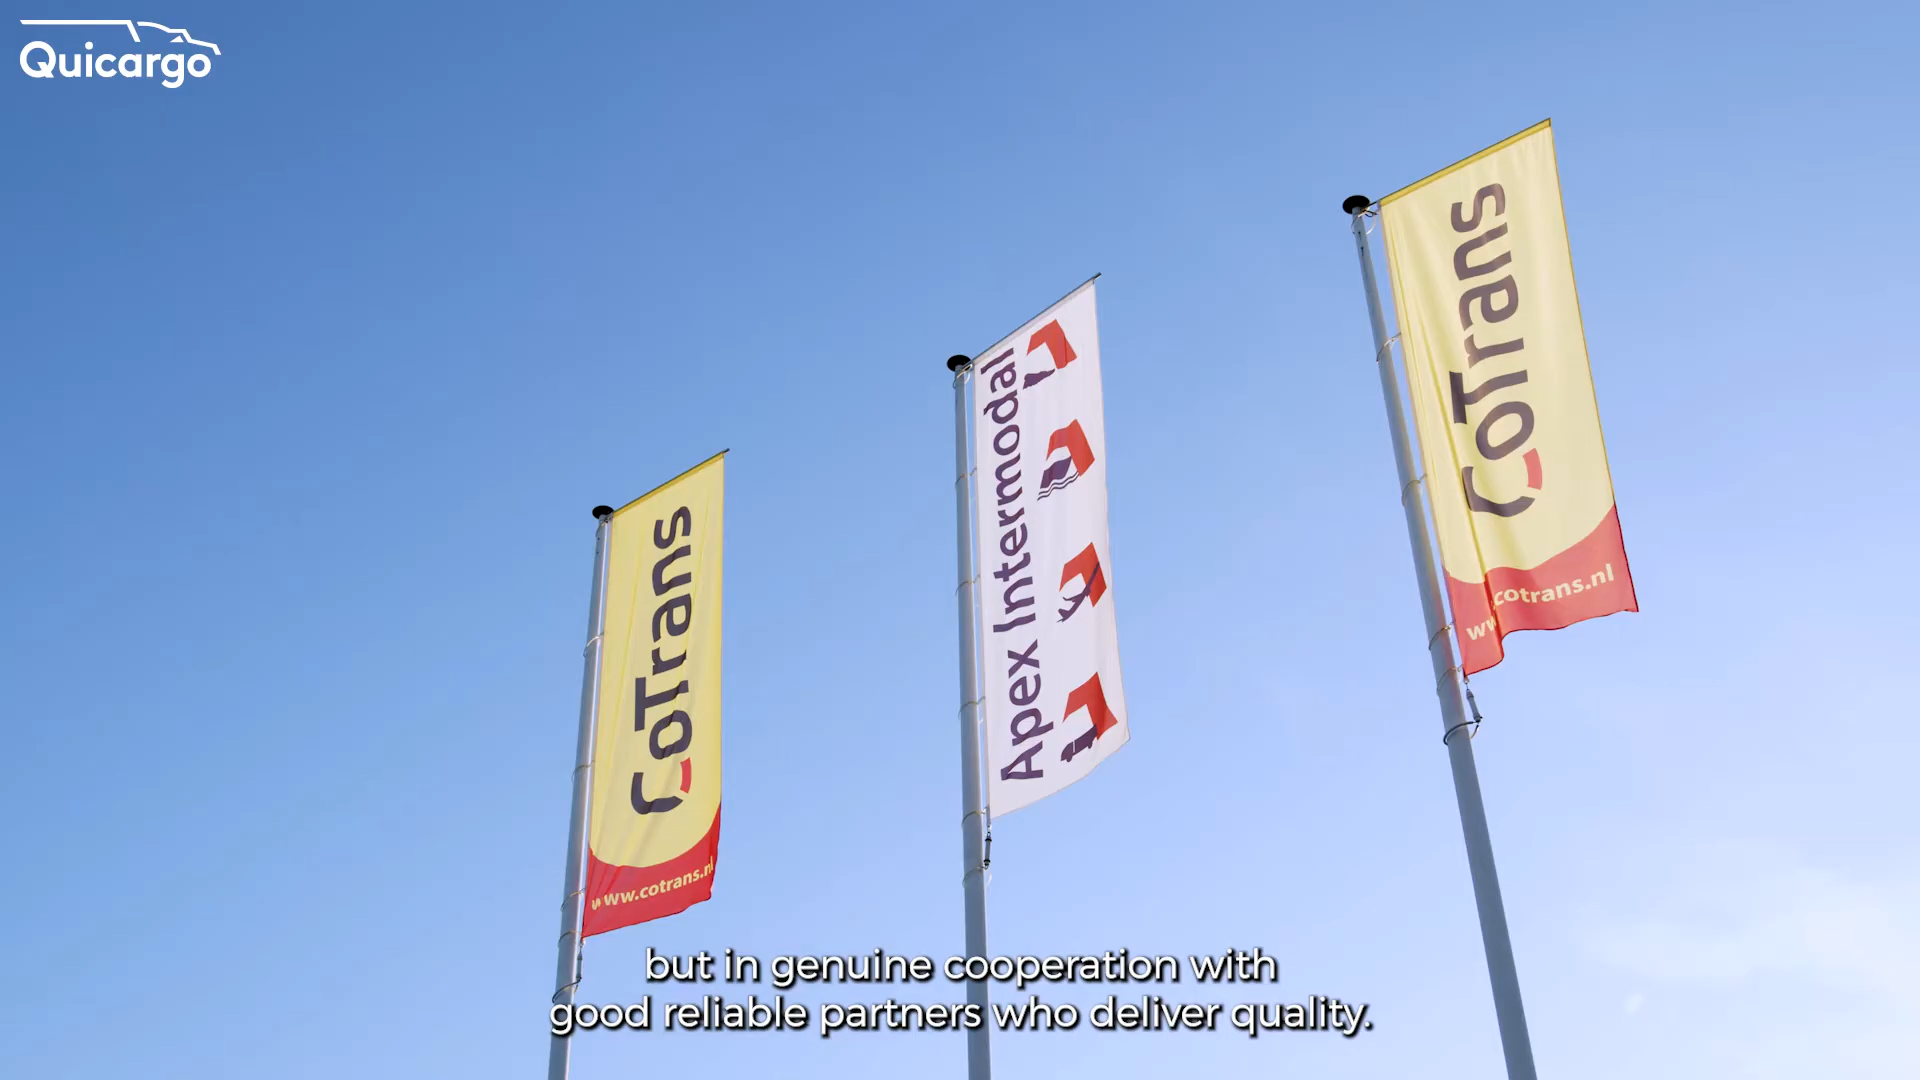 Quicargo
CoTrans
www.cotrans.nl
Apex Intermodal
CoTrans
cotrans.nl
but in genuine cooperation with
good reliable partners who deliver quality.